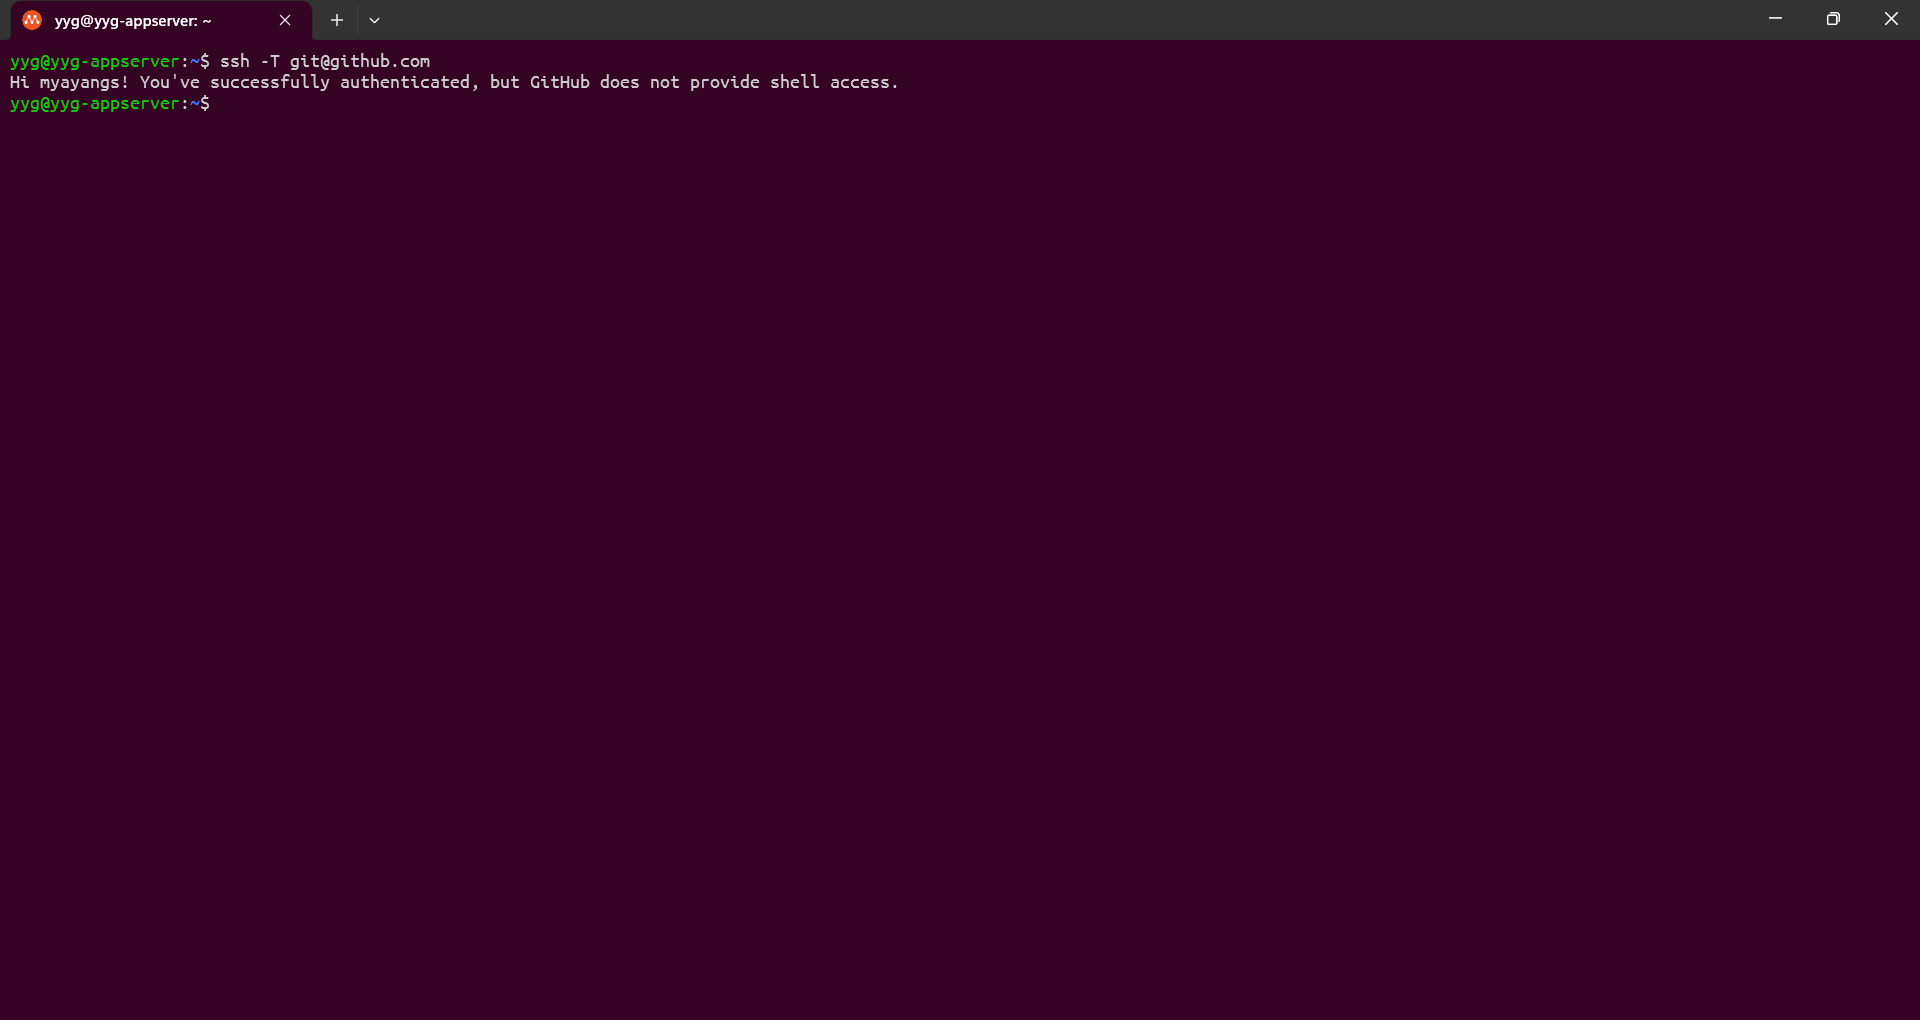 yyg@yyg-appserver: ~
yyg@yyg-appserver:~$ ssh -T git@github.com
Hi myayangs! You've successfully authenticated, but GitHub does not provide shell access.
yyg@yyg-appserver:~$